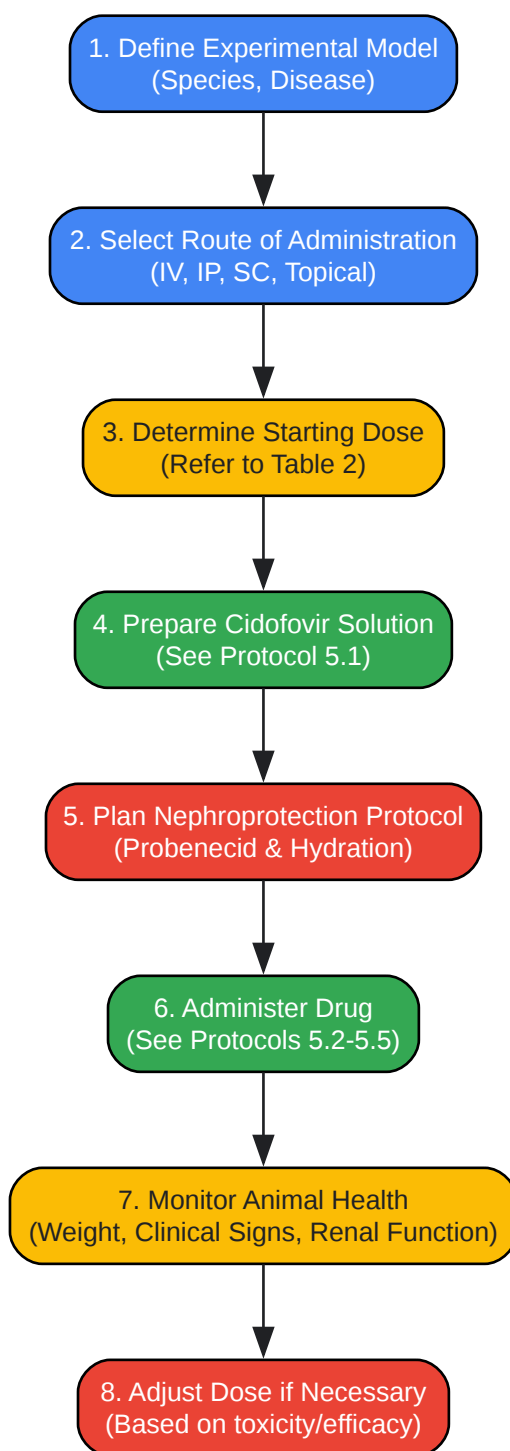 1. Define Experimental Model
(Species, Disease)
2. Select Route of Administration
(IV, IP, SC, Topical)
3. Determine Starting Dose
(Refer to Table 2)
4. Prepare Cidofovir Solution
(See Protocol 5.1)
5. Plan Nephroprotection Protocol
(Probenecid & Hydration)
6. Administer Drug
(See Protocols 5.2-5.5)
7. Monitor Animal Health
(Weight, Clinical Signs, Renal Function)
8. Adjust Dose if Necessary
(Based on toxicity/efficacy)